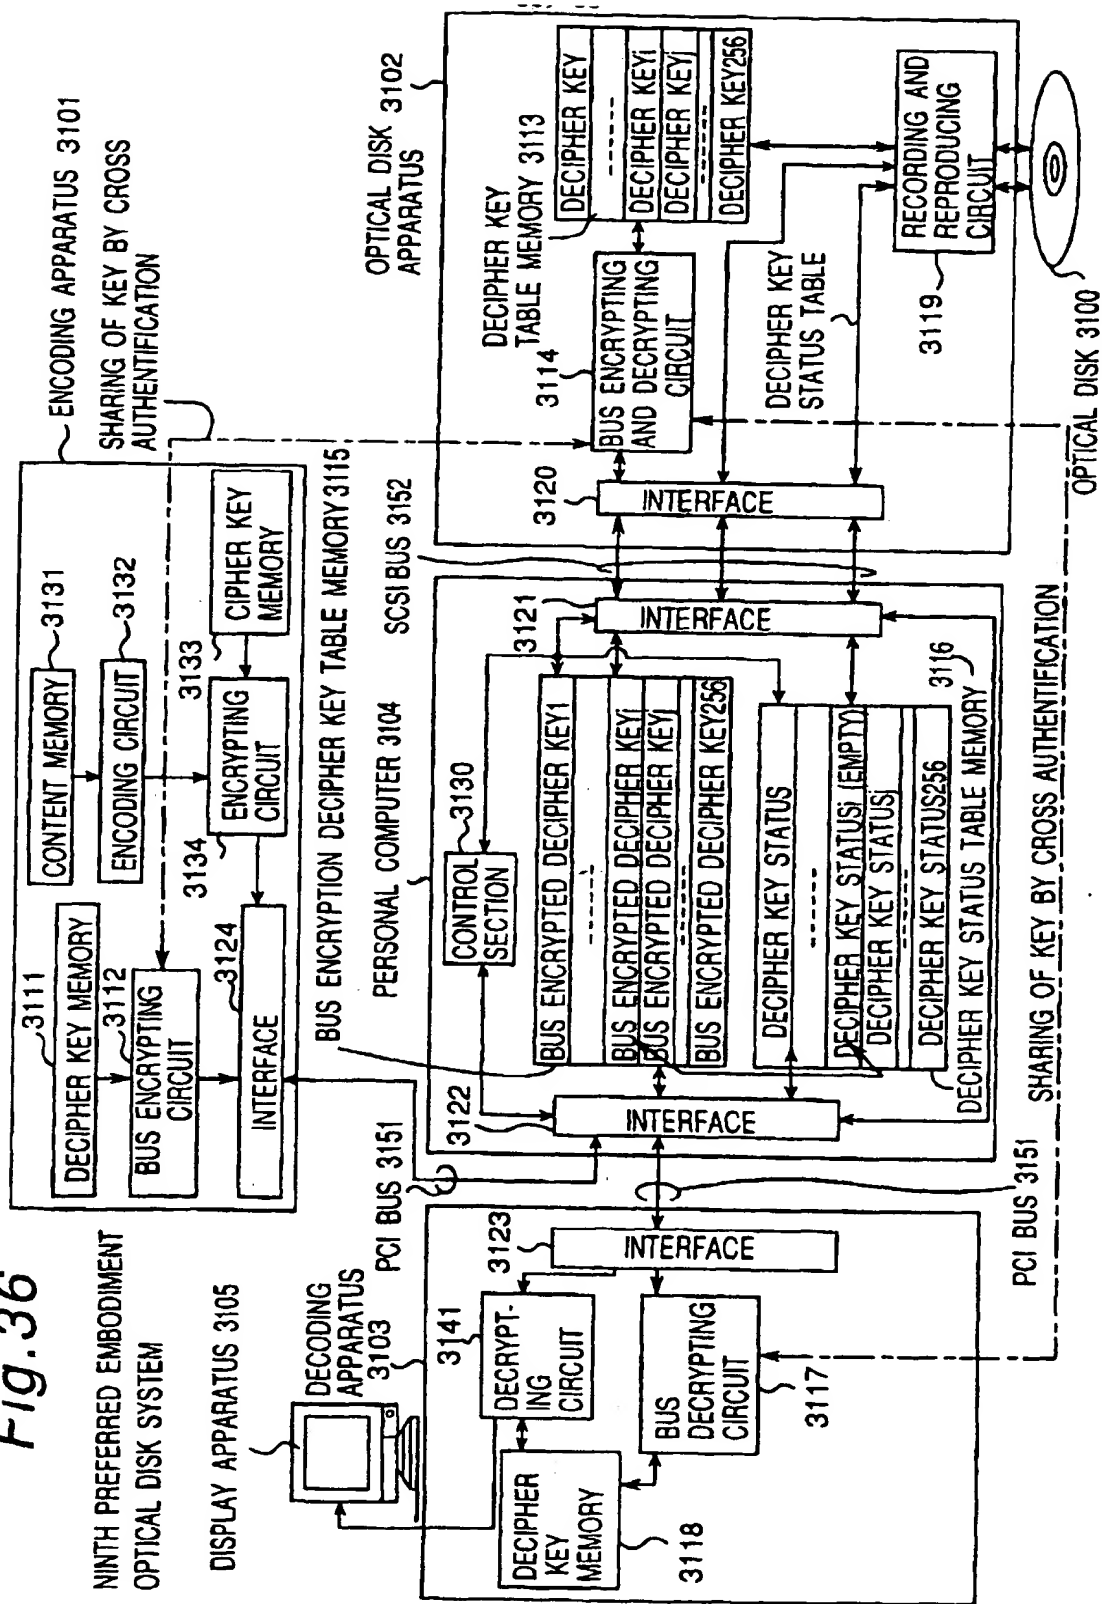 Fig.36
NINTH PREFERRED EMBODIMENT
OPTICAL DISK SYSTEM
ENCODING APPARATUS 3101
SHARING OF KEY BY CROSS
AUTHENTIFICATION
3111
DECIPHER KEY MEMORY
3112
BUS ENCRYPTING
CIRCUIT
3124
INTERFACE
CONTENT MEMORY
3131
ENCODING CIRCUIT
3132
3133
CIPHER KEY
MEMORY
3134
ENCRYPTING
CIRCUIT
DISPLAY APPARATUS 3105
DECODING
APPARATUS
3103
3141
DECRYPT-
ING
CIRCUIT
3123
INTERFACE
DECIPHER
KEY
MEMORY
3118
BUS
DECRYPTING
CIRCUIT
3117
PCI BUS 3151
PCI BUS 3151
PERSONAL COMPUTER 3104
BUS ENCRYPTION DECIPHER KEY TABLE MEMORY 3115
3130
CONTROL
SECTION
3122
INTERFACE
BUS ENCRYPTED DECIPHER KEY1
BUS ENCRYPTED DECIPHER KEYi
BUS ENCRYPTED DECIPHER KEYj
BUS ENCRYPTED DECIPHER KEY256
DECIPHER KEY STATUS
DECIPHER KEY STATUSi (EMPTY)
DECIPHER KEY STATUSj
DECIPHER KEY STATUS256
DECIPHER KEY STATUS TABLE MEMORY
3116
3121
INTERFACE
SCSI BUS 3152
SHARING OF KEY BY CROSS AUTHENTIFICATION
OPTICAL DISK
APPARATUS 3102
3120
INTERFACE
3114
BUS ENCRYPTING
AND DECRYPTING
CIRCUIT
DECIPHER KEY
TABLE MEMORY 3113
DECIPHER KEY
DECIPHER KEYi
DECIPHER KEYj
DECIPHER KEY256
DECIPHER KEY
STATUS TABLE
RECORDING AND
REPRODUCING
CIRCUIT
3119
OPTICAL DISK 3100